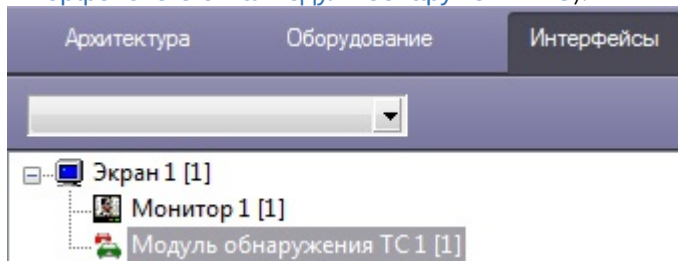 Архитектура Оборудование Интерфейсы
Экран 1 [1]
Монитор 1 [1]
Модуль обнаружения ТС 1 [1]